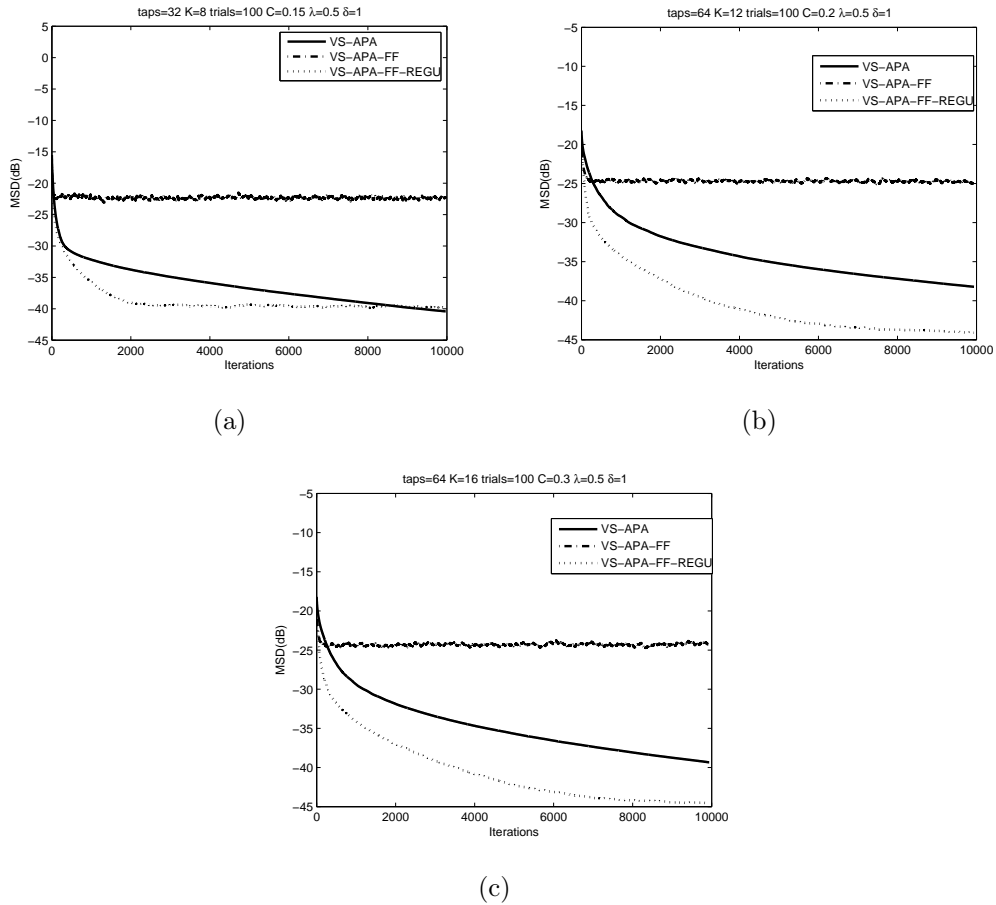 taps=32 K=8 trials=100 C=0.15 λ=0.5 δ=1
5
0
−5
−10
−15
−20
−25
−30
−35
−40
−45
MSD(dB)
0 2000 4000 6000 8000 10000
Iterations
VS−APA
VS−APA−FF
VS−APA−FF−REGU
(a)
taps=64 K=12 trials=100 C=0.2 λ=0.5 δ=1
−5
−10
−15
−20
−25
−30
−35
−40
−45
MSD(dB)
0 2000 4000 6000 8000 10000
Iterations
VS−APA
VS−APA−FF
VS−APA−FF−REGU
(b)
taps=64 K=16 trials=100 C=0.3 λ=0.5 δ=1
−5
−10
−15
−20
−25
−30
−35
−40
−45
MSD(dB)
0 2000 4000 6000 8000 10000
Iterations
VS−APA
VS−APA−FF
VS−APA−FF−REGU
(c)